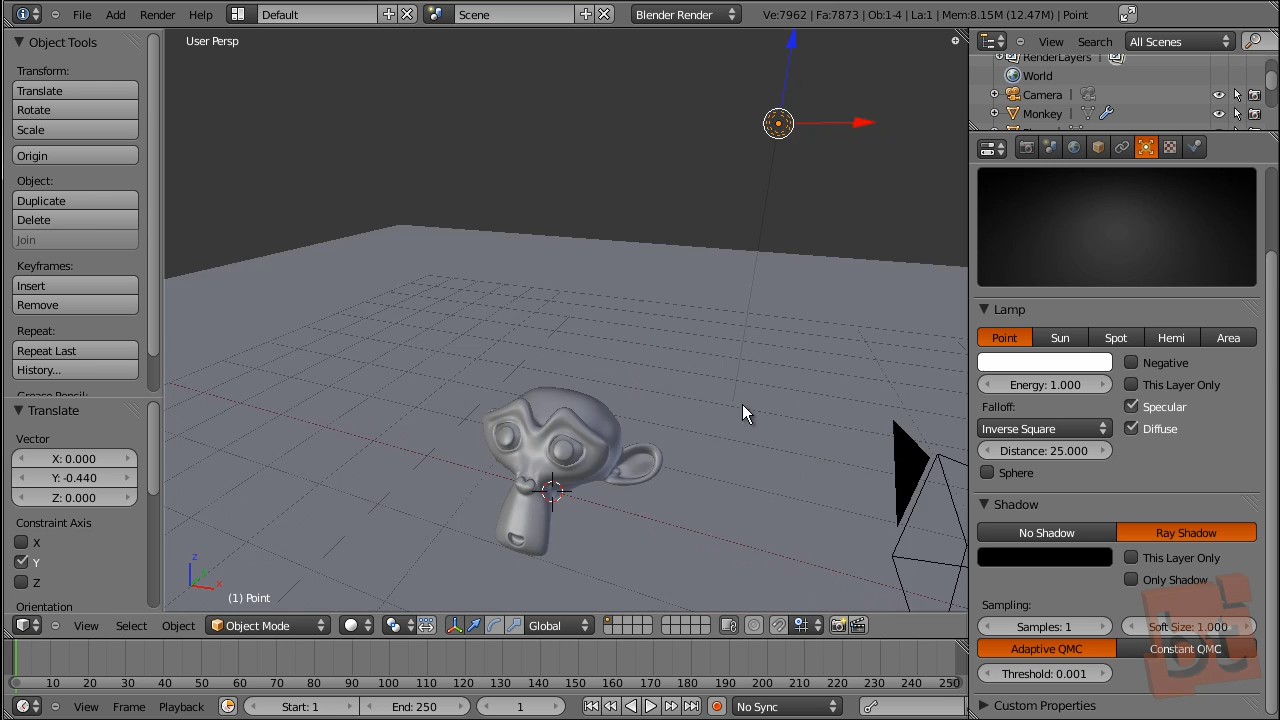 File Add Render Help Default Scene Blender Render Ve:7962 | Fa:7873 | Ob:1-4 | La:1 | Mem:8.15M (12.47M) | Point
Object Tools
Transform:
Translate
Rotate
Scale
Origin
Object:
Duplicate
Delete
Join
Keyframes:
Insert
Remove
Repeat:
Repeat Last
History...
Translate
Vector
X: 0.000
Y: -0.440
Z: 0.000
Constraint Axis
X
Y
Z
Orientation
User Persp
z
y
x
(1) Point
View Select Object Object Mode Global
View Search All Scenes
RenderLayers |
World
Camera |
Monkey |
Lamp
Point Sun Spot Hemi Area
Negative
Energy: 1.000 This Layer Only
Falloff: Specular
Inverse Square Diffuse
Distance: 25.000
Sphere
Shadow
No Shadow Ray Shadow
This Layer Only
Only Shadow
Sampling:
Samples: 1 Soft Size: 1.000
Adaptive QMC Constant QMC
Threshold: 0.001
Custom Properties
10 20 30 40 50 60 70 80 90 100 110 120 130 140 150 160 170 180 190 200 210 220 230 240 250
View Frame Playback Start: 1 End: 250 1 No Sync